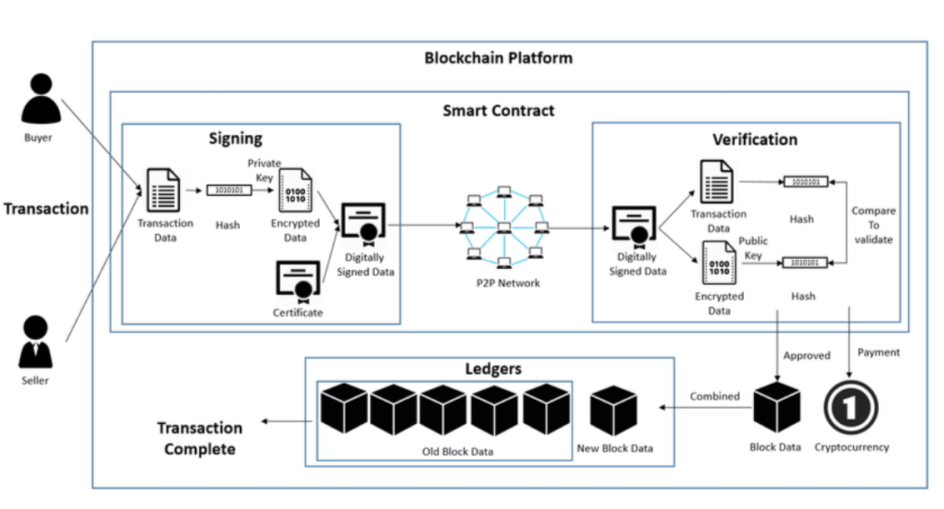 Blockchain Platform
Smart Contract
Buyer
Transaction
Seller
Signing
Transaction
Data
1010101
Hash
Private
Key
0100
1010
Encrypted
Data
Certificate
Digitally
Signed Data
P2P Network
Verification
Digitally
Signed Data
Transaction
Data
1010101
Hash
0100
1010
Encrypted
Data
Public
Key
1010101
Hash
Compare
To
validate
Approved
Payment
Block Data
1
Cryptocurrency
Combined
Ledgers
New Block Data
Old Block Data
Transaction
Complete